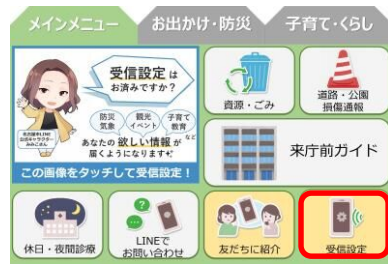 メインメニュー
お出かけ・防災
子育て・くらし
受信設定は
お済みですか？
防災
気象
観光
イベント
子育て
教育
など
あなたの欲しい情報が
届くようになります
この画像をタッチして受信設定！
資源・ごみ
道路・公園
損傷通報
来庁前ガイド
休日・夜間診療
LINEで
お問い合わせ
友だちに紹介
受信設定